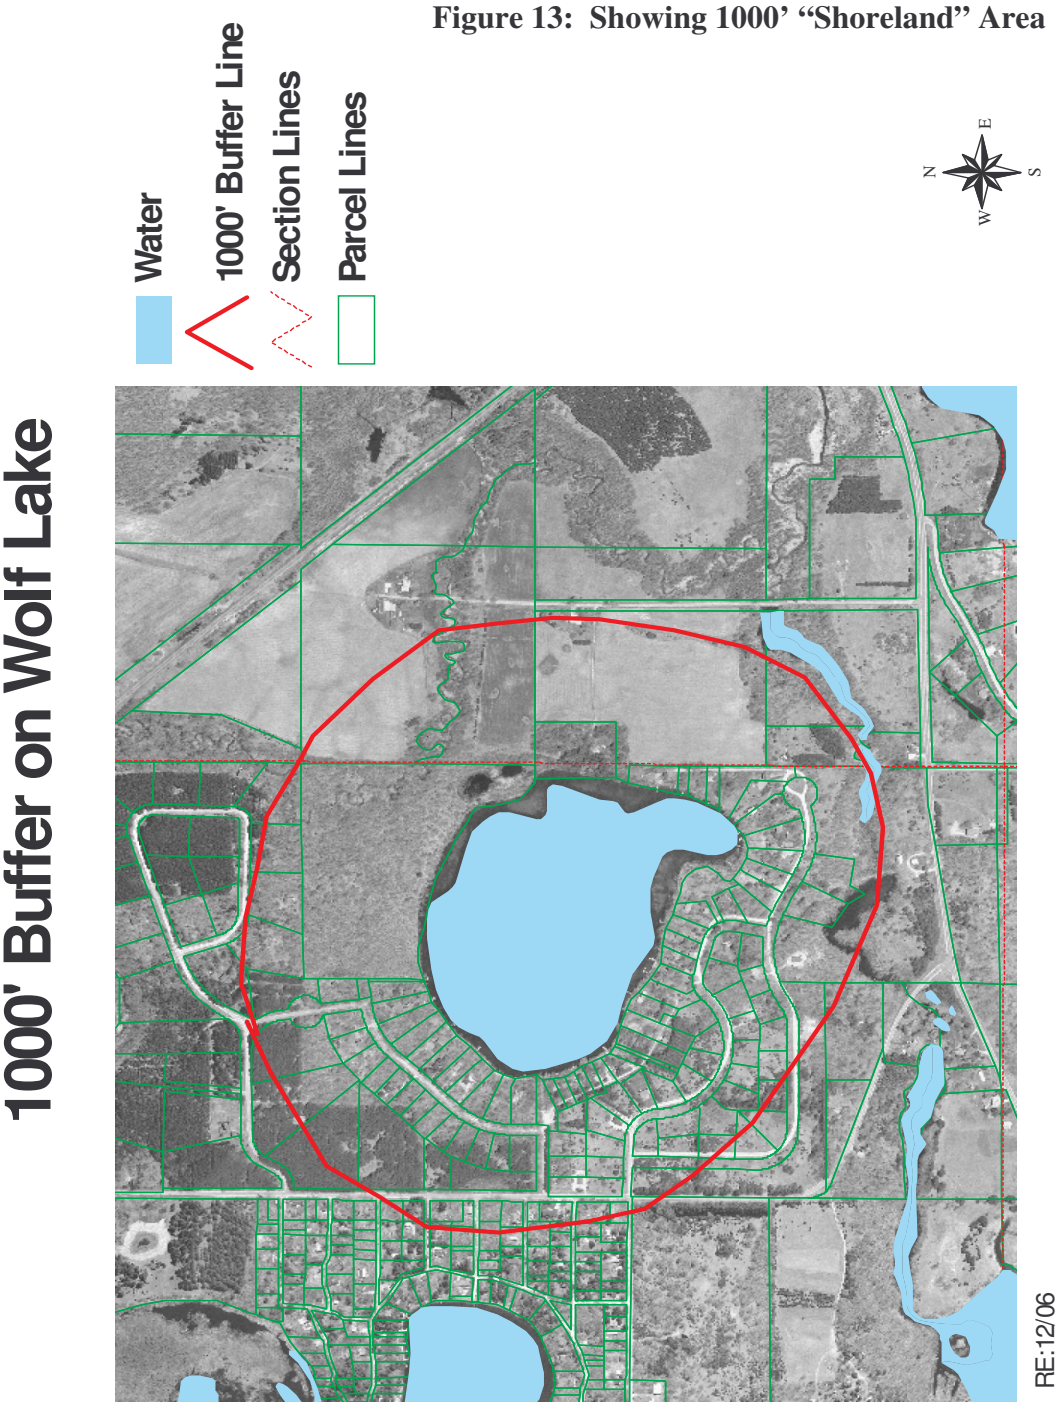 Figure 13: Showing 1000’ “Shoreland” Area
1000' Buffer on Wolf Lake
Water
1000' Buffer Line
Section Lines
Parcel Lines
N
E
S
W
RE:12/06